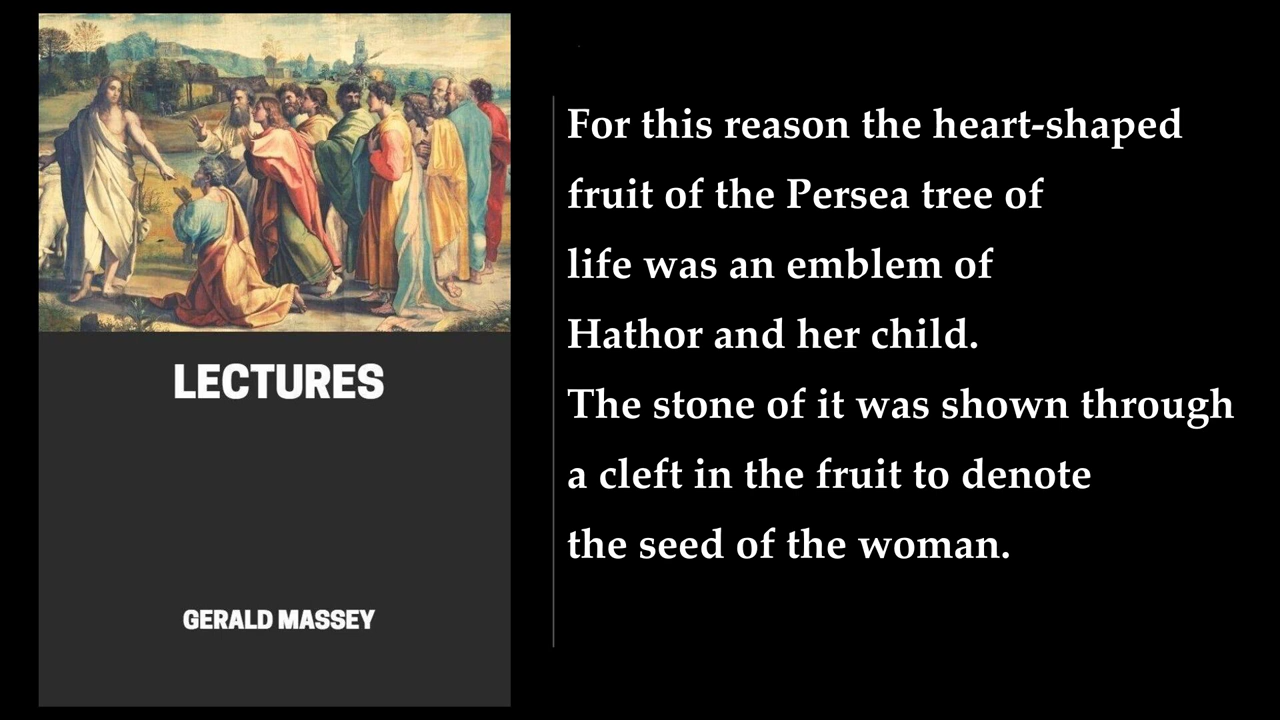 LECTURES
GERALD MASSEY
For this reason the heart-shaped
fruit of the Persea tree of
life was an emblem of
Hathor and her child.
The stone of it was shown through
a cleft in the fruit to denote
the seed of the woman.